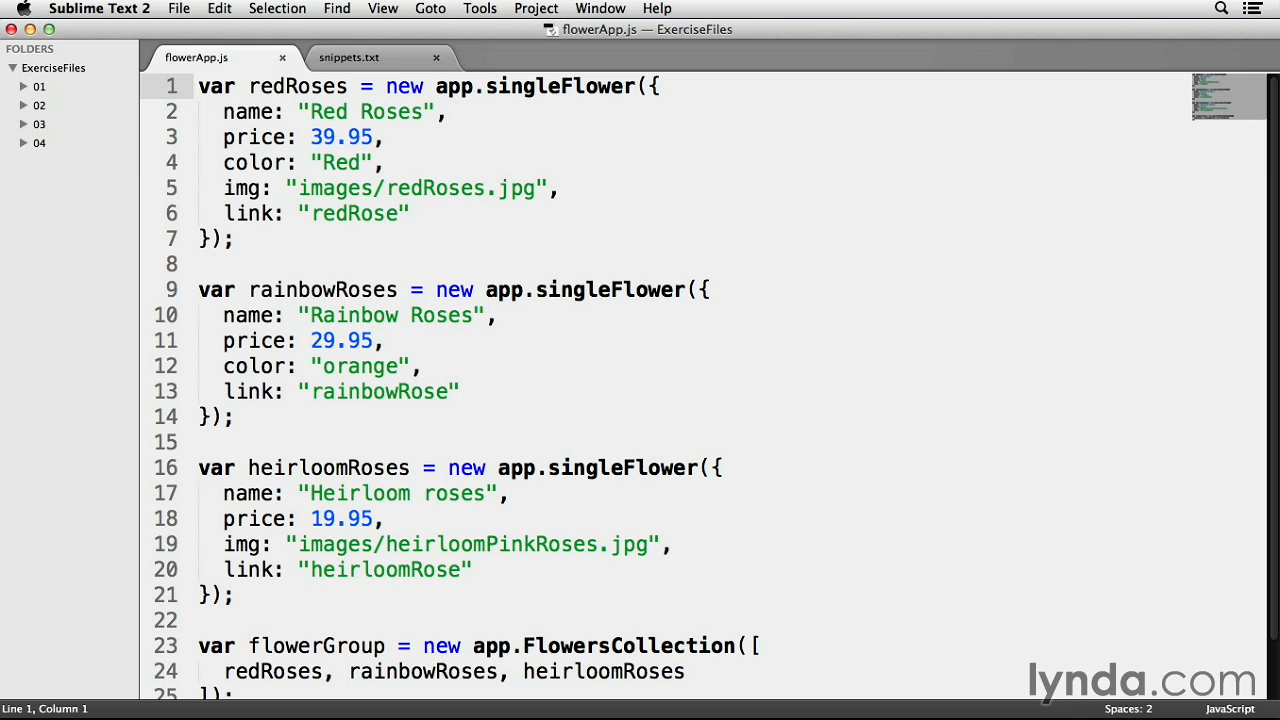 Sublime Text 2 File Edit Selection Find View Goto Tools Project Window Help
flowerApp.js — ExerciseFiles
FOLDERS
ExerciseFiles
01
02
03
04
flowerApp.js × snippets.txt ×
1 var redRoses = new app.singleFlower({
2 name: "Red Roses",
3 price: 39.95,
4 color: "Red",
5 img: "images/redRoses.jpg",
6 link: "redRose"
7 });
8
9 var rainbowRoses = new app.singleFlower({
10 name: "Rainbow Roses",
11 price: 29.95,
12 color: "orange",
13 link: "rainbowRose"
14 });
15
16 var heirloomRoses = new app.singleFlower({
17 name: "Heirloom roses",
18 price: 19.95,
19 img: "images/heirloomPinkRoses.jpg",
20 link: "heirloomRose"
21 });
22
23 var flowerGroup = new app.FlowersCollection([
24 redRoses, rainbowRoses, heirloomRoses
25 ]);
lynda.com
Line 1, Column 1 Spaces: 2 JavaScript